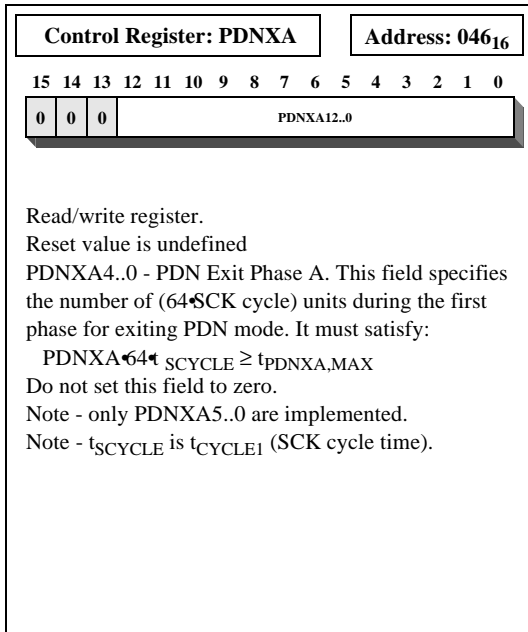 Control Register: PDNXA Address: 046₁₆
15 14 13 12 11 10 9 8 7 6 5 4 3 2 1 0
0 0 0 PDNXA12..0
Read/write register.
Reset value is undefined
PDNXA4..0 - PDN Exit Phase A. This field specifies
the number of (64•SCK cycle) units during the first
phase for exiting PDN mode. It must satisfy:
PDNXA•64•t SCYCLE ≥ tPDNXA,MAX
Do not set this field to zero.
Note - only PDNXA5..0 are implemented.
Note - tSCYCLE is tCYCLE1 (SCK cycle time).